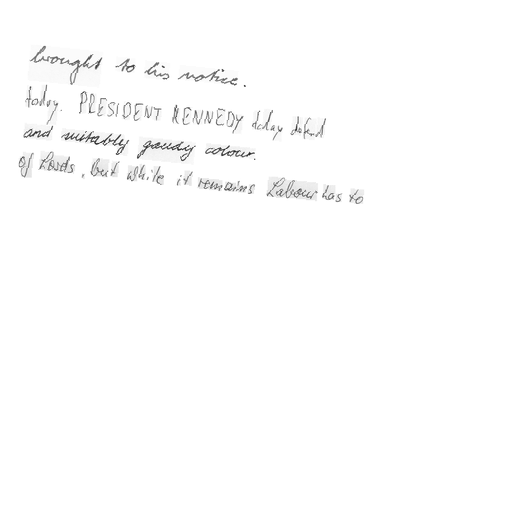 brought to his notice.
today. PRESIDENT KENNEDY today defend
and suitably gaudy colour.
of Lords, but while it remains Labour has to